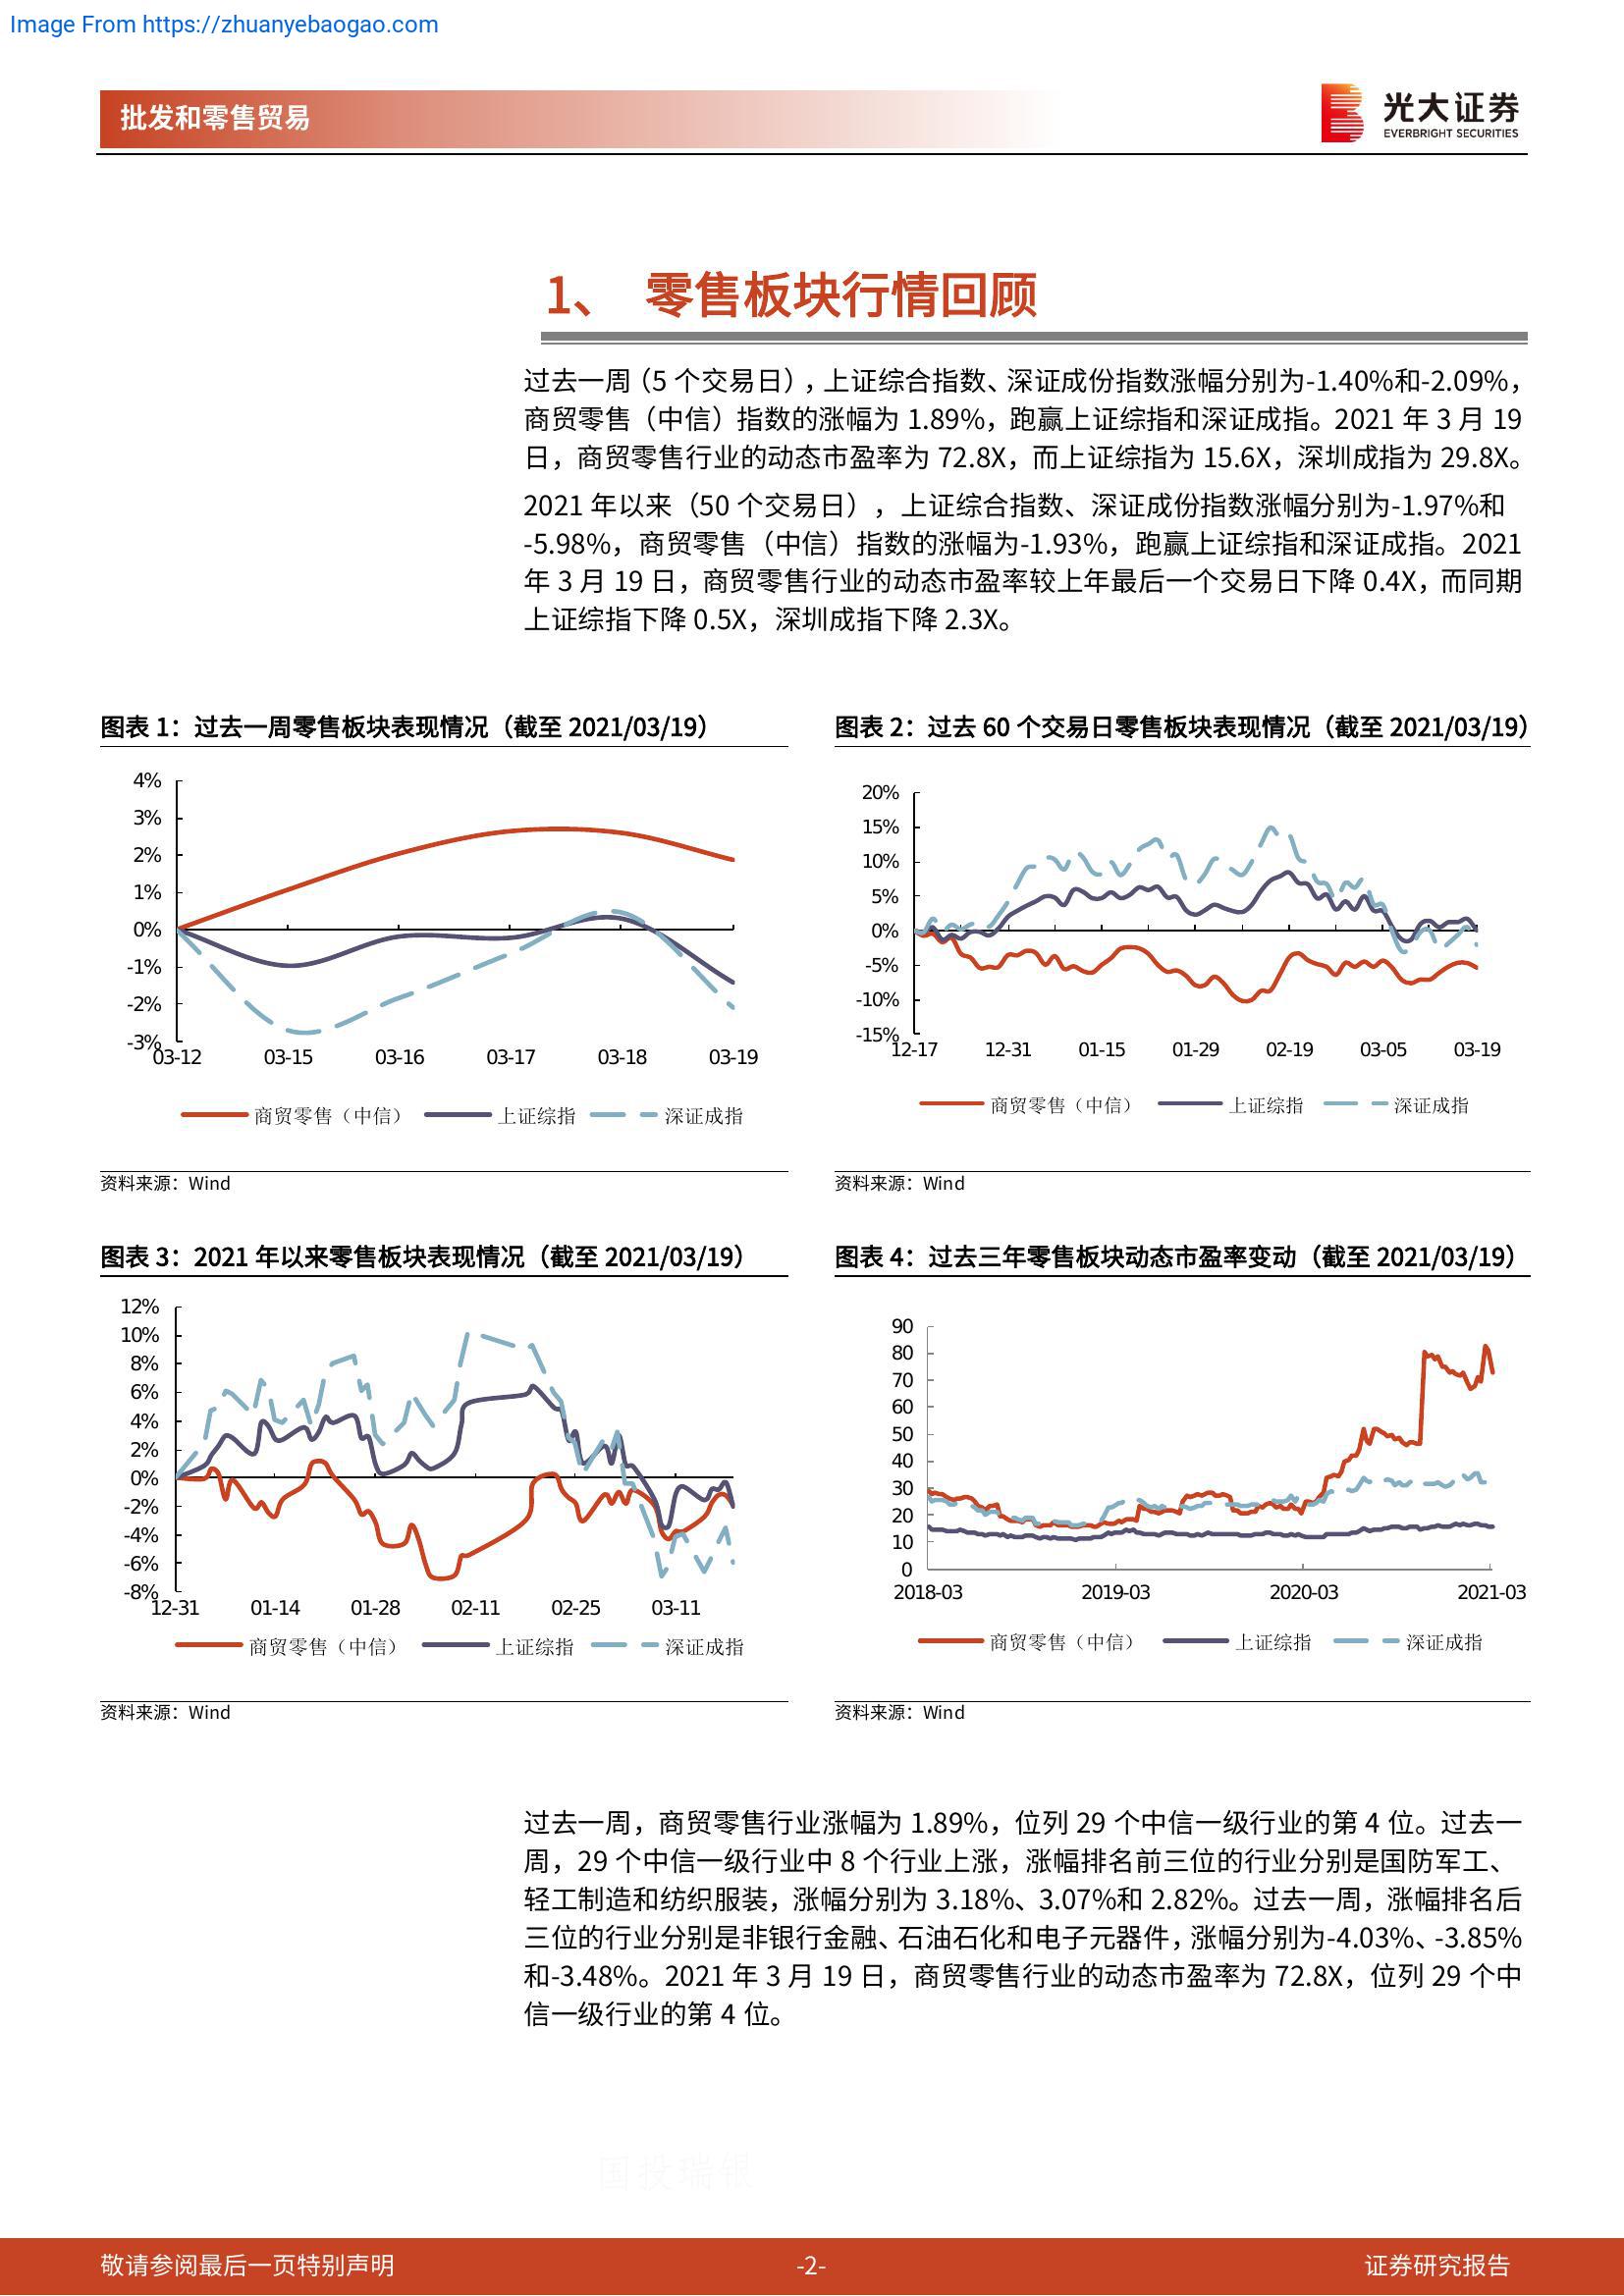 Image From https://zhuanyebaogao.com
批发和零售贸易
光大证券
EVERBRIGHT SECURITIES
1、 零售板块行情回顾
过去一周（5 个交易日），上证综合指数、深证成份指数涨幅分别为-1.40%和-2.09%，
商贸零售（中信）指数的涨幅为 1.89%，跑赢上证综指和深证成指。2021 年 3 月 19
日，商贸零售行业的动态市盈率为 72.8X，而上证综指为 15.6X，深圳成指为 29.8X。
2021 年以来（50 个交易日），上证综合指数、深证成份指数涨幅分别为-1.97%和
-5.98%，商贸零售（中信）指数的涨幅为-1.93%，跑赢上证综指和深证成指。2021
年 3 月 19 日，商贸零售行业的动态市盈率较上年最后一个交易日下降 0.4X，而同期
上证综指下降 0.5X，深圳成指下降 2.3X。
图表 1：过去一周零售板块表现情况（截至 2021/03/19）
4%
3%
2%
1%
0%
-1%
-2%
-3%
03-12 03-15 03-16 03-17 03-18 03-19
商贸零售（中信） 上证综指 深证成指
资料来源：Wind
图表 2：过去 60 个交易日零售板块表现情况（截至 2021/03/19）
20%
15%
10%
5%
0%
-5%
-10%
-15%
12-17 12-31 01-15 01-29 02-19 03-05 03-19
商贸零售（中信） 上证综指 深证成指
资料来源：Wind
图表 3：2021 年以来零售板块表现情况（截至 2021/03/19）
12%
10%
8%
6%
4%
2%
0%
-2%
-4%
-6%
-8%
12-31 01-14 01-28 02-11 02-25 03-11
商贸零售（中信） 上证综指 深证成指
资料来源：Wind
图表 4：过去三年零售板块动态市盈率变动（截至 2021/03/19）
90
80
70
60
50
40
30
20
10
0
2018-03 2019-03 2020-03 2021-03
商贸零售（中信） 上证综指 深证成指
资料来源：Wind
过去一周，商贸零售行业涨幅为 1.89%，位列 29 个中信一级行业的第 4 位。过去一
周，29 个中信一级行业中 8 个行业上涨，涨幅排名前三位的行业分别是国防军工、
轻工制造和纺织服装，涨幅分别为 3.18%、3.07%和 2.82%。过去一周，涨幅排名后
三位的行业分别是非银行金融、石油石化和电子元器件，涨幅分别为-4.03%、-3.85%
和-3.48%。2021 年 3 月 19 日，商贸零售行业的动态市盈率为 72.8X，位列 29 个中
信一级行业的第 4 位。
国投瑞银
敬请参阅最后一页特别声明
-2-
证券研究报告